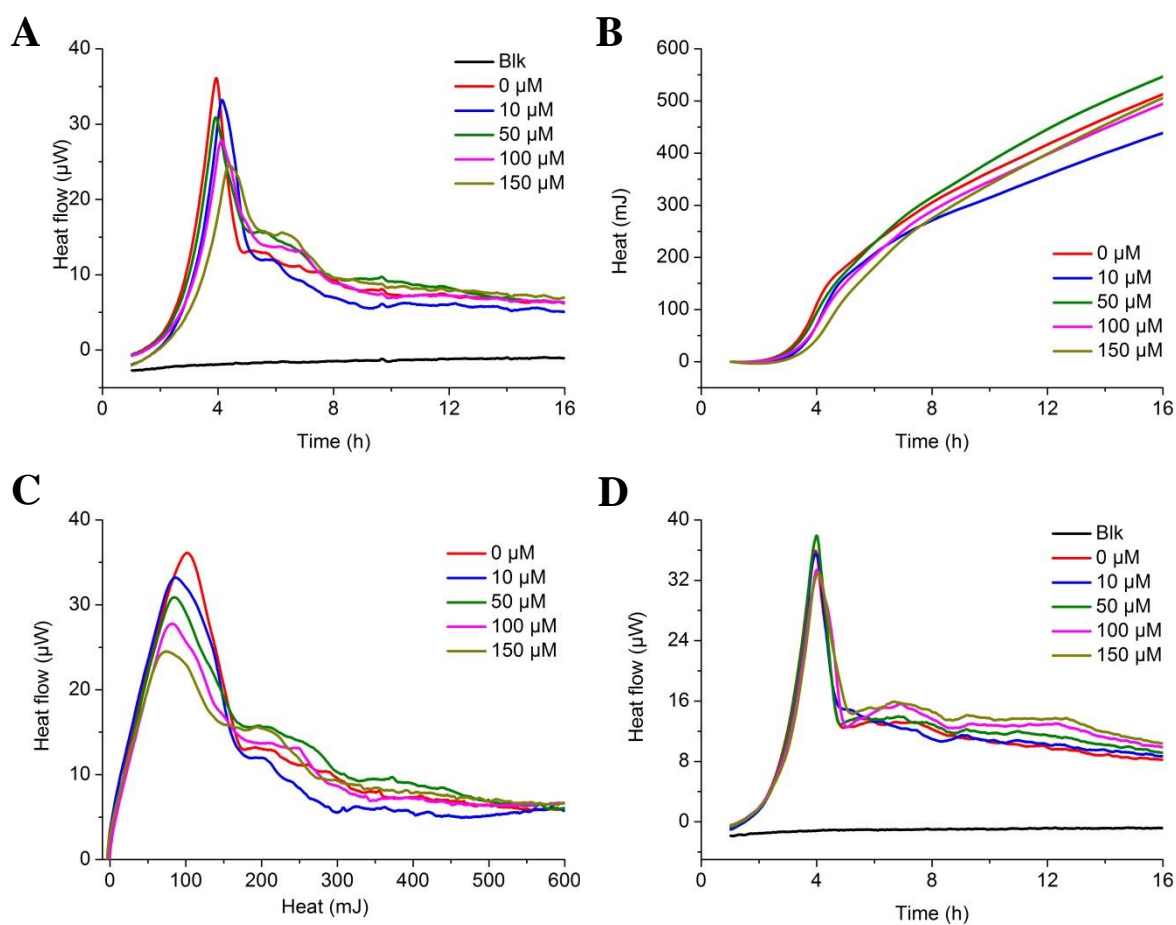 A
40
30
20
10
0
0
4
8
12
16
Heat flow (µW)
Time (h)
Blk
0 µM
10 µM
50 µM
100 µM
150 µM
B
600
500
400
300
200
100
0
0
4
8
12
16
Heat (mJ)
Time (h)
0 µM
10 µM
50 µM
100 µM
150 µM
C
40
30
20
10
0
0
100
200
300
400
500
600
Heat flow (µW)
Heat (mJ)
0 µM
10 µM
50 µM
100 µM
150 µM
D
40
32
24
16
8
0
0
4
8
12
16
Heat flow (µW)
Time (h)
Blk
0 µM
10 µM
50 µM
100 µM
150 µM